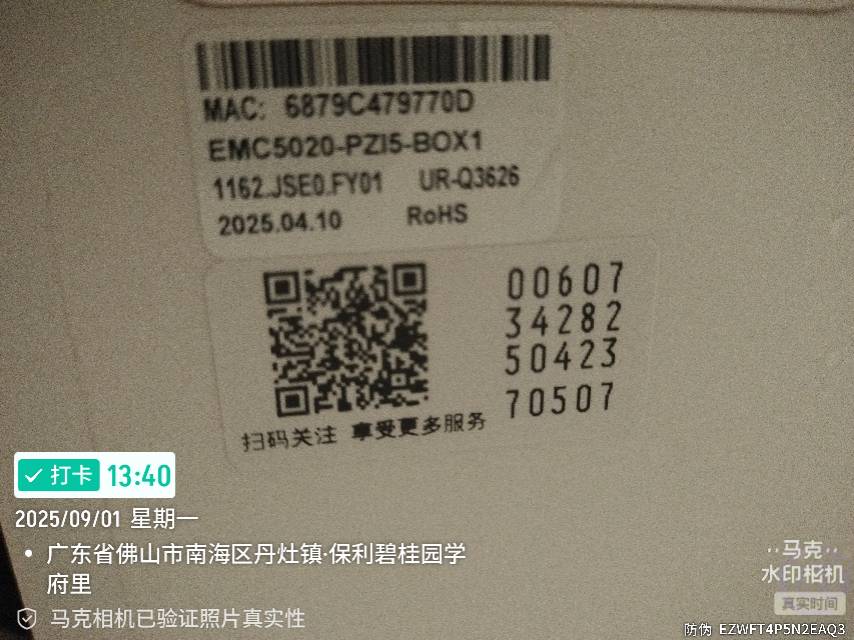 MAC: 6879C479770D
EMC5020-PZI5-BOX1
1162.JSE0.FY01 UR-Q3626
2025.04.10 RoHS
00607
34282
50423
70507
扫码关注 享受更多服务
打卡 13:40
2025/09/01 星期一
广东省佛山市南海区丹灶镇·保利碧桂园学
府里
马克相机已验证照片真实性
马克
水印相机
真实时间
防伪 EZWFT4P5N2EAQ3